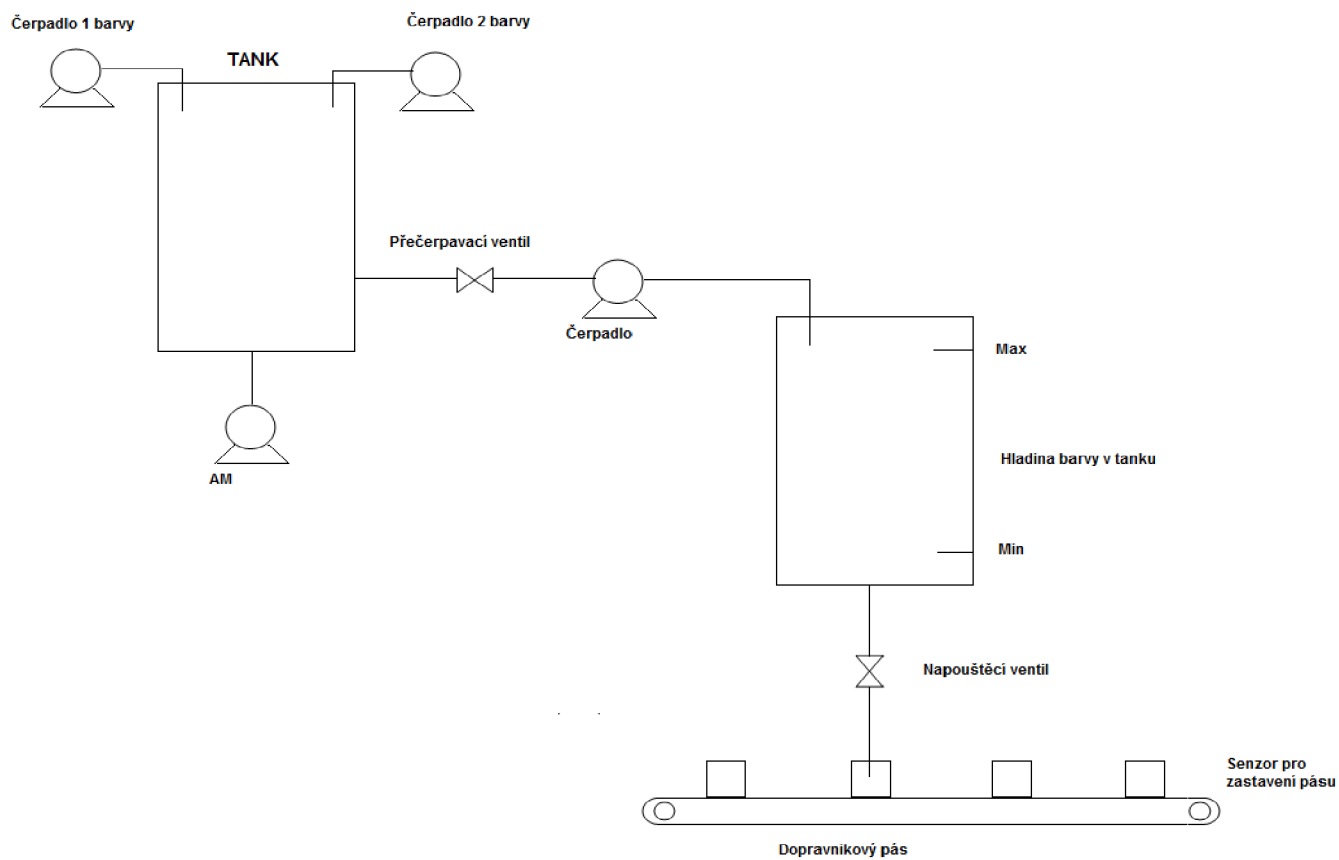 Čerpadlo 1 barvy
Čerpadlo 2 barvy
TANK
Přečerpavací ventil
Čerpadlo
Max
AM
Hladina barvy v tanku
Min
Napouštěcí ventil
Senzor pro
zastavení pásu
Dopravnikový pás